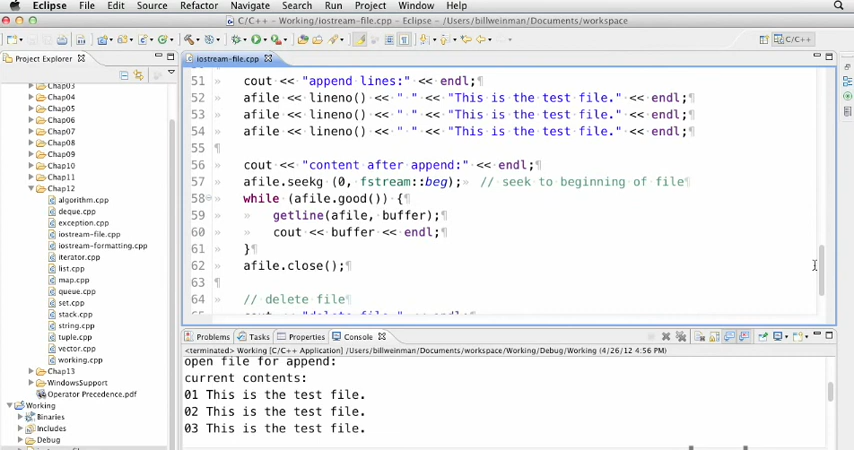 Eclipse File Edit Source Refactor Navigate Search Run Project Window Help
C/C++ - Working/iostream-file.cpp - Eclipse - /Users/billweinman/Documents/workspace
C/C++
Project Explorer
iostream-file.cpp
Chap03
Chap04
Chap05
Chap06
Chap07
Chap08
Chap09
Chap10
Chap11
Chap12
algorithm.cpp
deque.cpp
exception.cpp
iostream-file.cpp
iostream-formatting.cpp
iterator.cpp
list.cpp
map.cpp
queue.cpp
set.cpp
stack.cpp
string.cpp
tuple.cpp
vector.cpp
working.cpp
Chap13
WindowsSupport
Operator Precedence.pdf
Working
Binaries
Includes
Debug
51 cout << "append lines:" << endl;
52 afile << lineno() << " " << "This is the test file." << endl;
53 afile << lineno() << " " << "This is the test file." << endl;
54 afile << lineno() << " " << "This is the test file." << endl;
55
56 cout << "content after append:" << endl;
57 afile.seekg (0, fstream::beg); // seek to beginning of file
58 while (afile.good()) {
59 getline(afile, buffer);
60 cout << buffer << endl;
61 }
62 afile.close();
63
64 // delete file
Problems Tasks Properties Console
<terminated> Working [C/C++ Application] /Users/billweinman/Documents/workspace/Working/Debug/Working (4/26/12 4:56 PM)
open file for append:
current contents:
01 This is the test file.
02 This is the test file.
03 This is the test file.